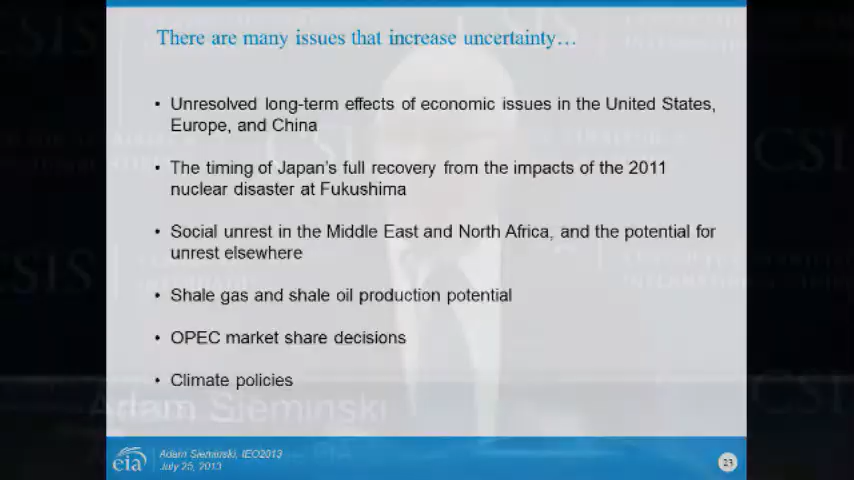 There are many issues that increase uncertainty…
• Unresolved long-term effects of economic issues in the United States,
Europe, and China
• The timing of Japan's full recovery from the impacts of the 2011
nuclear disaster at Fukushima
• Social unrest in the Middle East and North Africa, and the potential for
unrest elsewhere
• Shale gas and shale oil production potential
• OPEC market share decisions
• Climate policies
Adam Sieminski
eia
Adam Sieminski, IEO2013
July 25, 2013
23
CSIS
CSIS